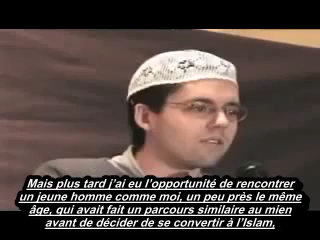 Mais plus tard j'ai eu l'opportunité de rencontrer
un jeune homme comme moi, un peu près le même
âge, qui avait fait un parcours similaire au mien
avant de décider de se convertir à l'Islam,